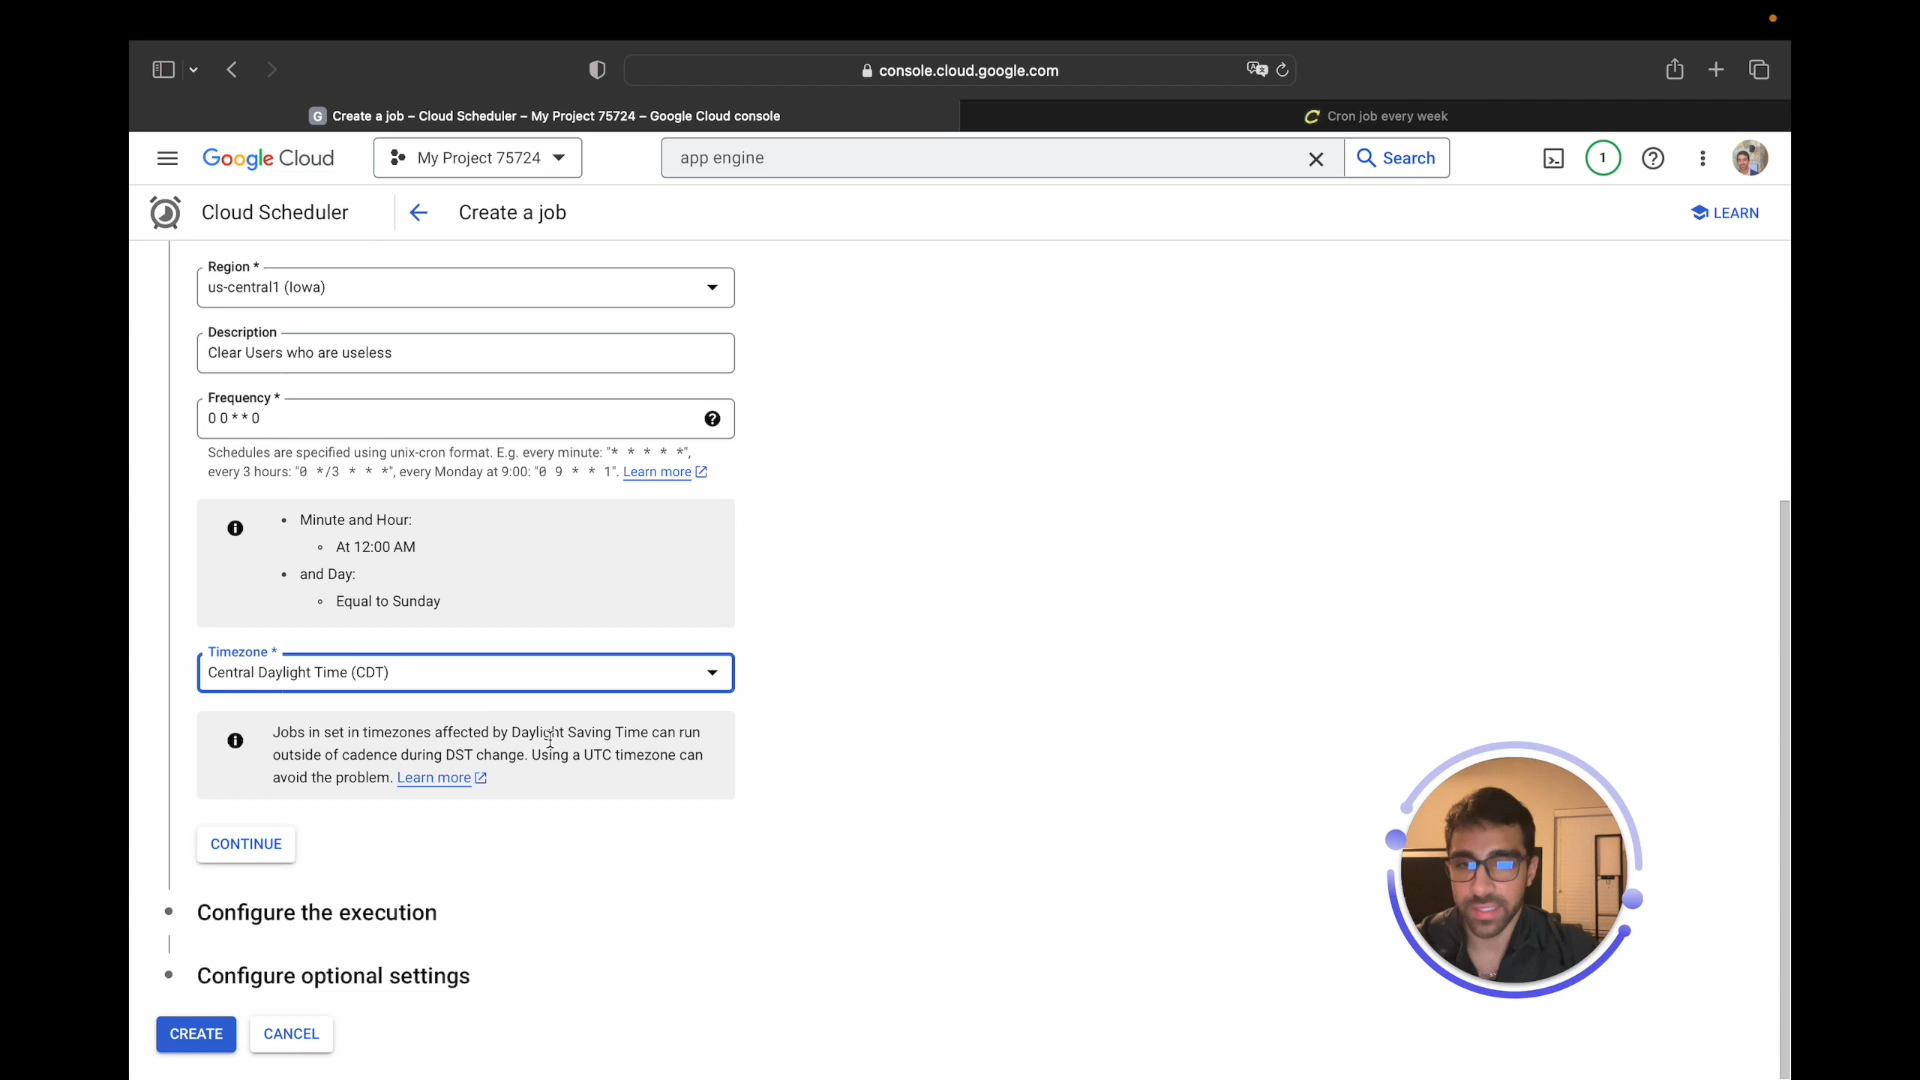 console.cloud.google.com
G Create a job – Cloud Scheduler – My Project 75724 – Google Cloud console
Cron job every week
Google Cloud
My Project 75724
app engine
Search
1
Cloud Scheduler
Create a job
LEARN
Region *
us-central1 (Iowa)
Description
Clear Users who are useless
Frequency *
0 0 * * 0
Schedules are specified using unix-cron format. E.g. every minute: "* * * * *",
every 3 hours: "0 */3 * * *", every Monday at 9:00: "0 9 * * 1". Learn more
Minute and Hour:
At 12:00 AM
and Day:
Equal to Sunday
Timezone *
Central Daylight Time (CDT)
Jobs in set in timezones affected by Daylight Saving Time can run
outside of cadence during DST change. Using a UTC timezone can
avoid the problem. Learn more
CONTINUE
Configure the execution
Configure optional settings
CREATE
CANCEL